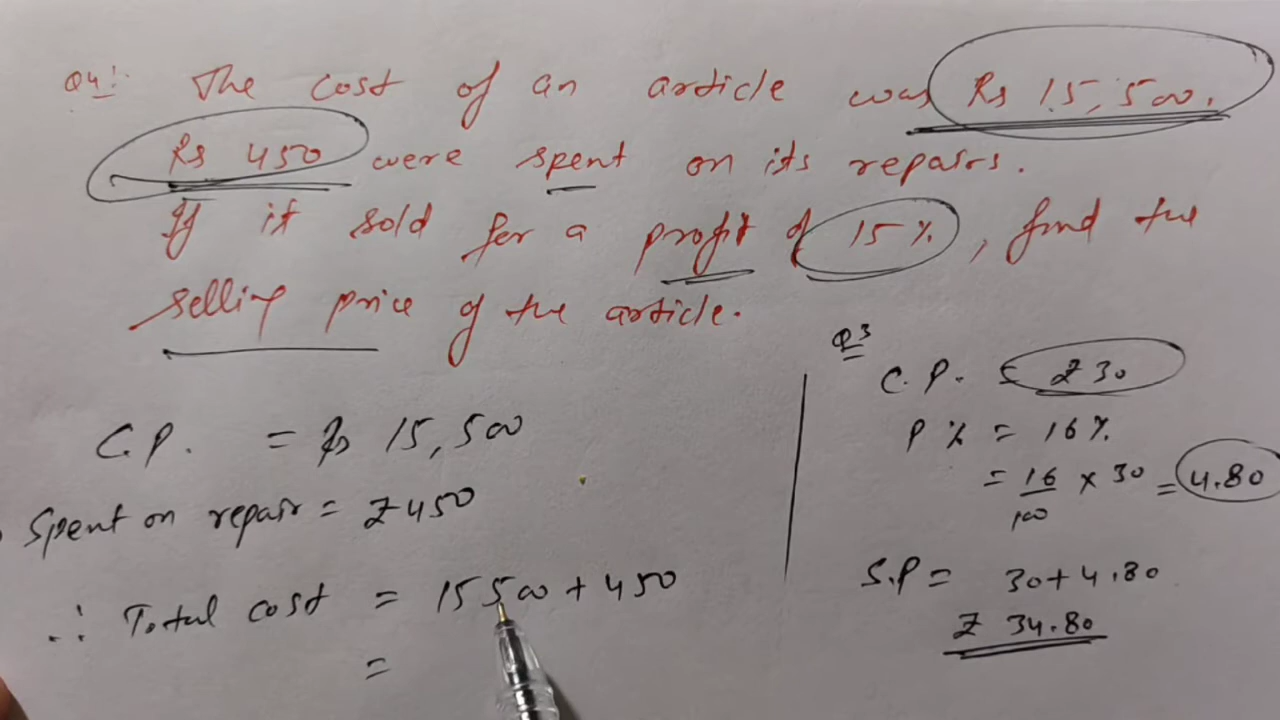 Q4: The cost of an article was Rs 15,500.
Rs 450 were spent on its repairs.
If it sold for a profit of 15%, find the
selling price of the article.
C.P. = Rs 15,500
Spent on repair = ₹450
∴ Total cost = 15500+450
=
Q3
C.P. = ₹30
P% = 16%
= 16/100 × 30 = 4.80
S.P = 30+4.80
₹ 34.80